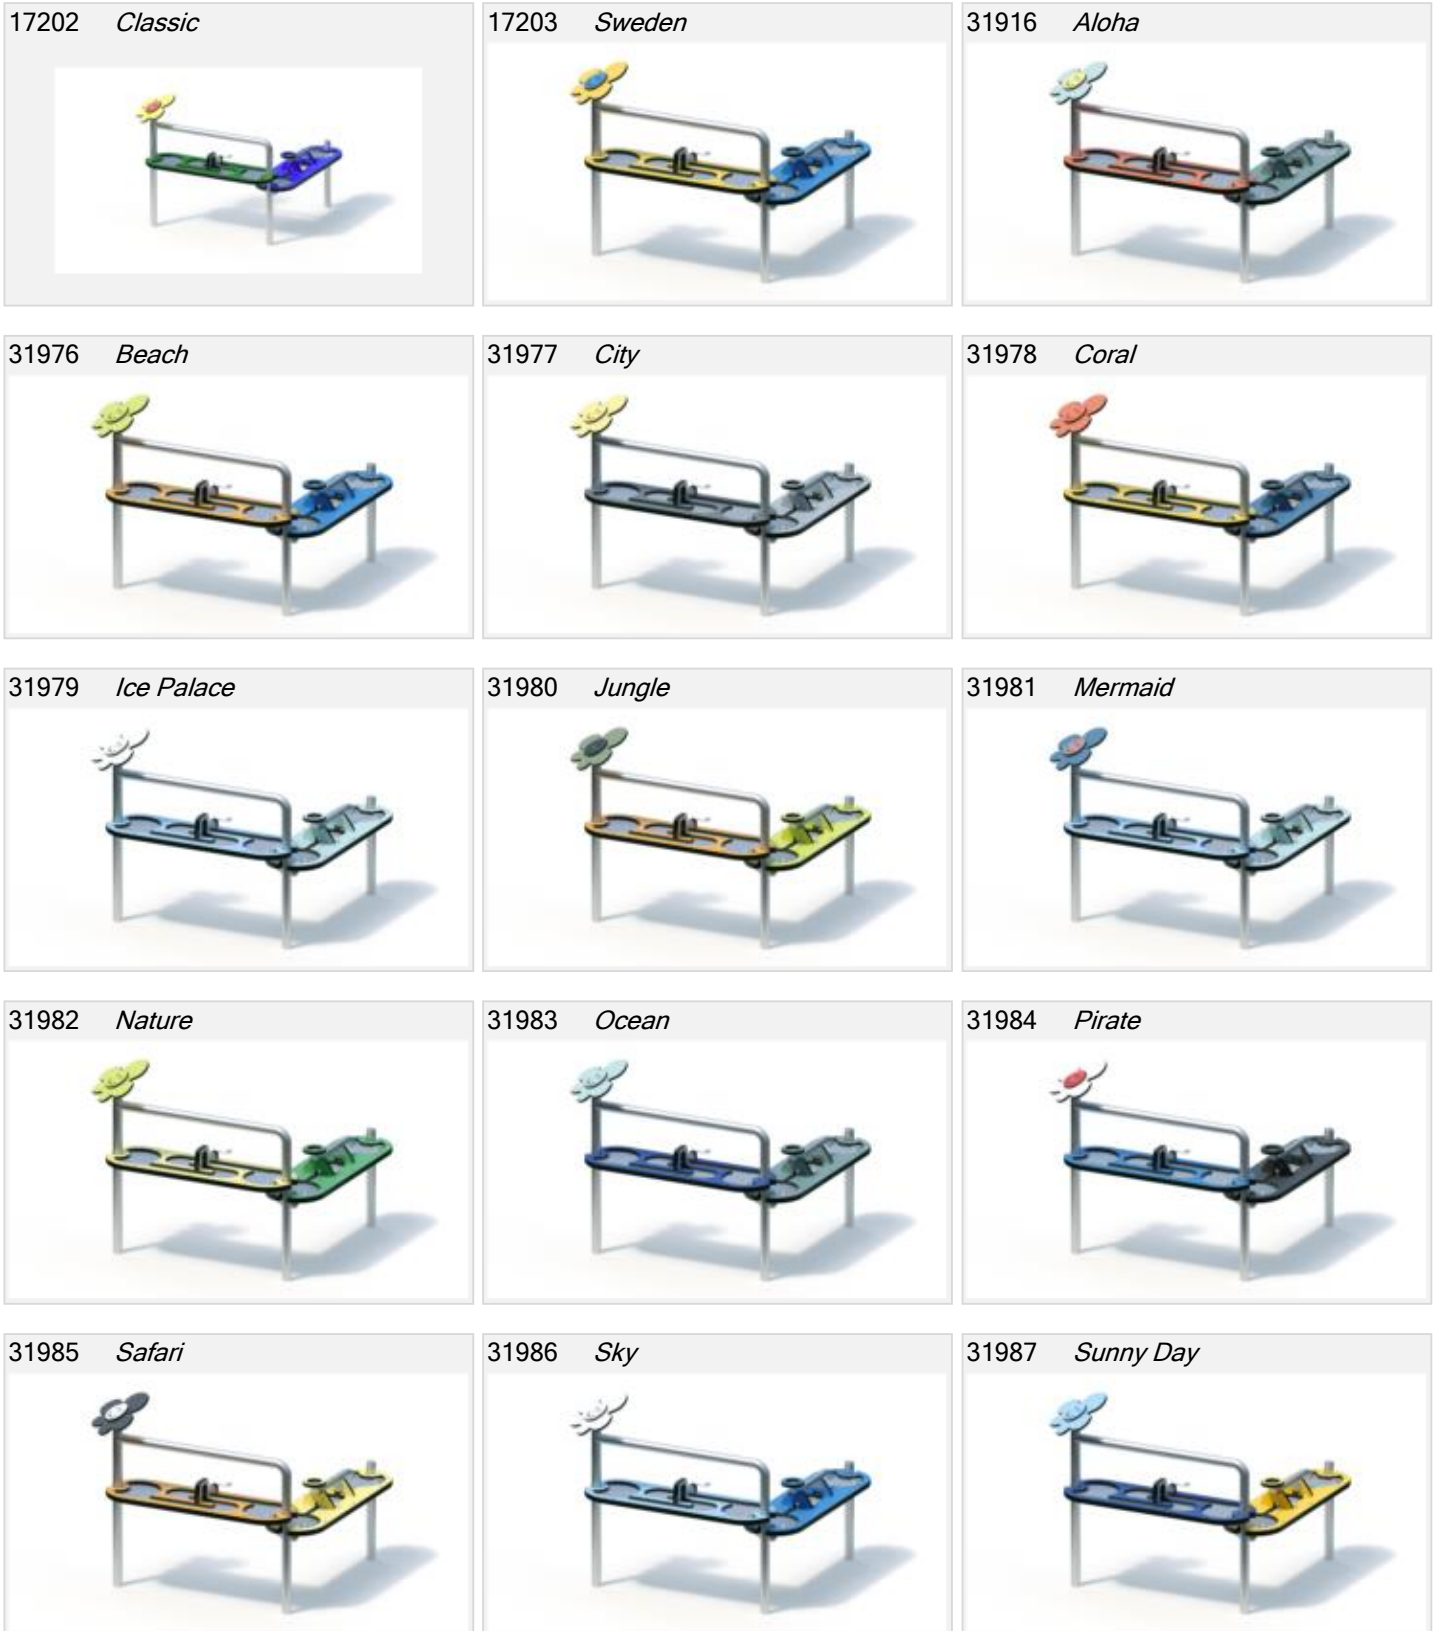 17202 Classic
17203 Sweden
31916 Aloha
31976 Beach
31977 City
31978 Coral
31979 Ice Palace
31980 Jungle
31981 Mermaid
31982 Nature
31983 Ocean
31984 Pirate
31985 Safari
31986 Sky
31987 Sunny Day